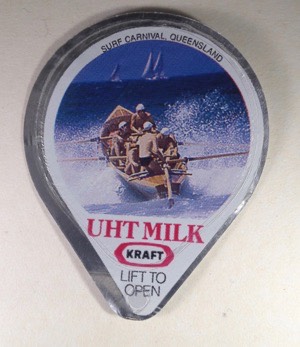 SURF CARNIVAL, QUEENSLAND
UHT MILK
KRAFT
LIFT TO
OPEN